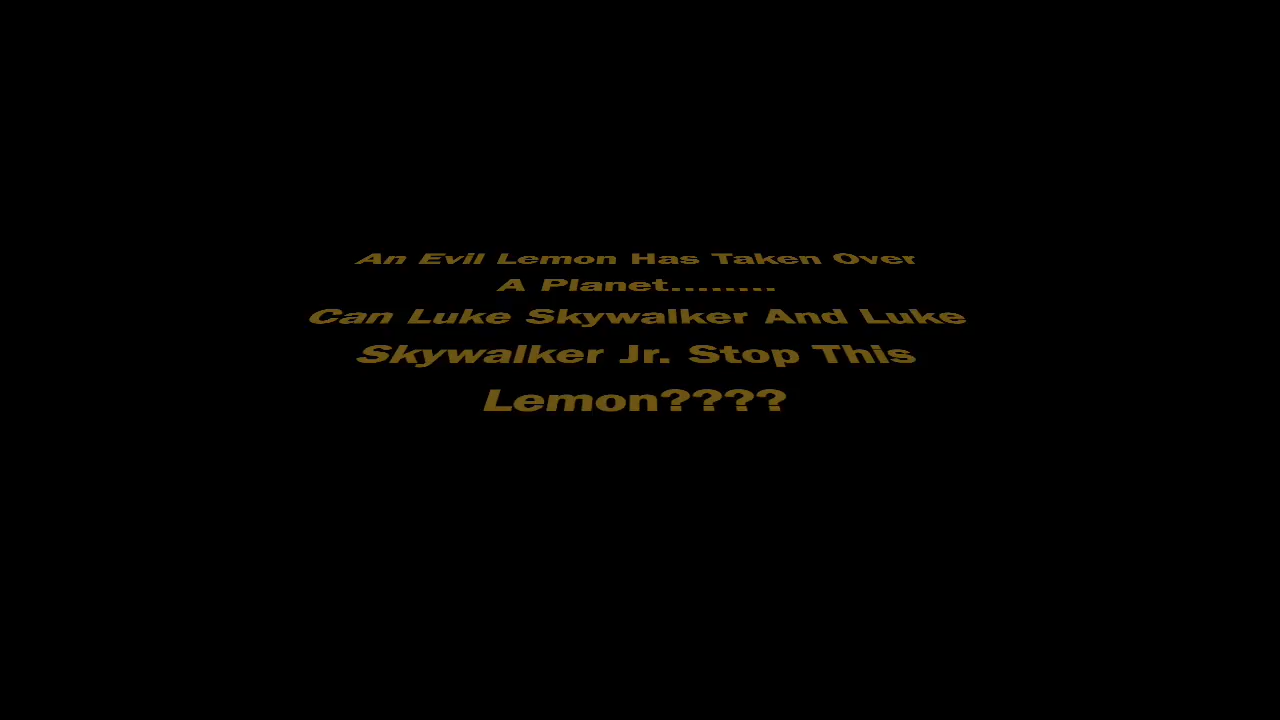 An Evil Lemon Has Taken Over
A Planet........
Can Luke Skywalker And Luke
Skywalker Jr. Stop This
Lemon????